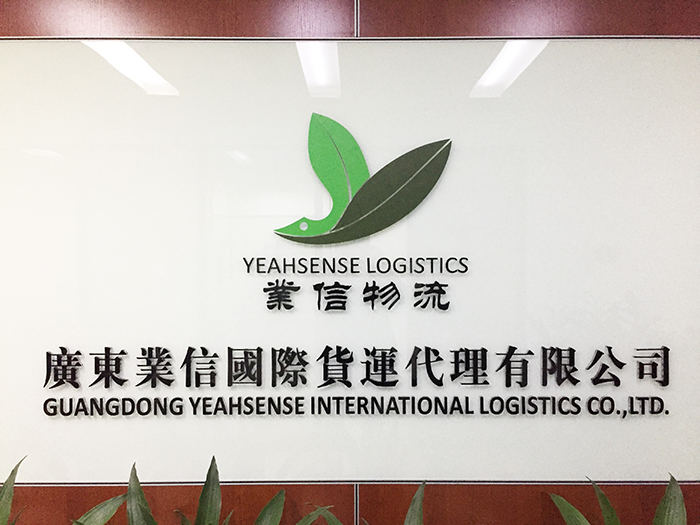 YEAHSENSE LOGISTICS
業信物流
廣東業信國際貨運代理有限公司
GUANGDONG YEAHSENSE INTERNATIONAL LOGISTICS CO.,LTD.